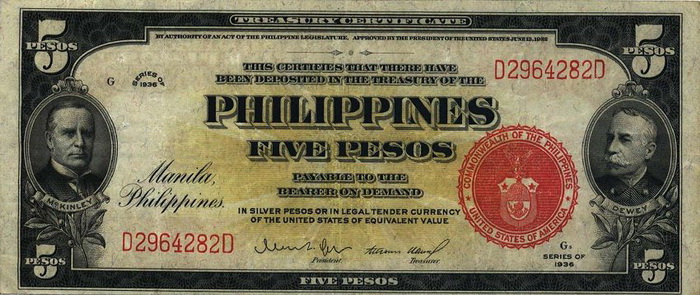 TREASURY CERTIFICATE
BY AUTHORITY OF AN ACT OF THE PHILIPPINE LEGISLATURE, APPROVED BY THE PRESIDENT OF THE UNITED STATES JUNE 13, 1922
5
PESOS
5
PESOS
THIS CERTIFIES THAT THERE HAVE
BEEN DEPOSITED IN THE TREASURY OF THE
G
SERIES OF
1936
D2964282D
PHILIPPINES
FIVE PESOS
PAYABLE TO THE
BEARER ON DEMAND
IN SILVER PESOS OR IN LEGAL TENDER CURRENCY
OF THE UNITED STATES OF EQUIVALENT VALUE
Manila,
Philippines.
McKINLEY
DEWEY
COMMONWEALTH OF THE PHILIPPINES
UNITED STATES OF AMERICA
D2964282D
President.
Treasurer
G
SERIES OF
1936
5
PESOS
FIVE PESOS
5
PESOS